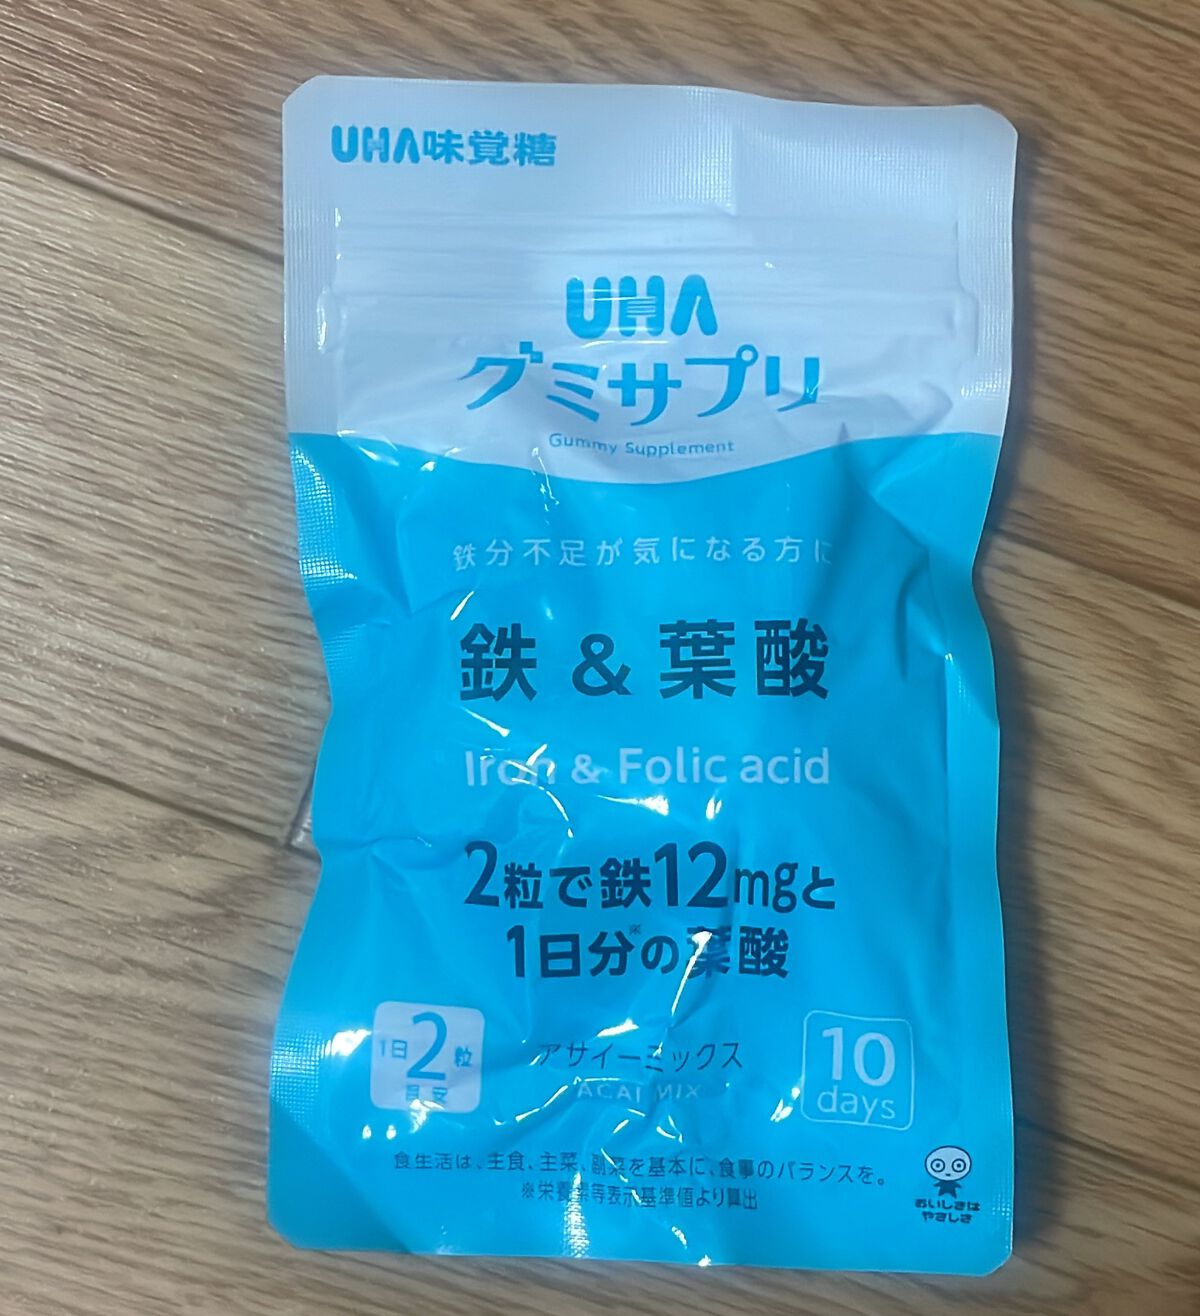 UHA味覚糖
UHA
グミサプリ
Gummy Supplement
鉄分不足が気になる方に
鉄 & 葉酸
Iron & Folic acid
2粒で鉄12mgと
1日分※の葉酸
1日2粒
目安
アサイーミックス
ACAI MIX
10
days
食生活は、主食、主菜、副菜を基本に、食事のバランスを。
※栄養素等表示基準値より算出
おいしさは
やさしさ